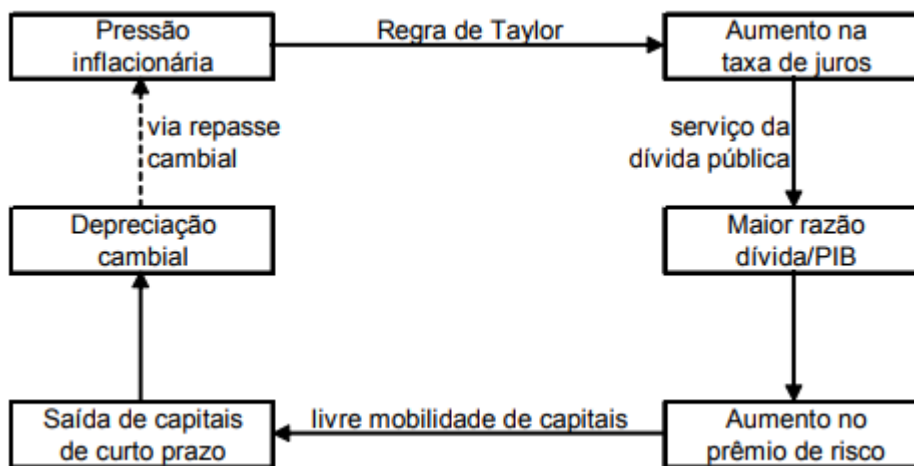 Pressão
inflacionária
Regra de Taylor
Aumento na
taxa de juros
via repasse
cambial
serviço da
dívida pública
Depreciação
cambial
Maior razão
dívida/PIB
Saída de capitais
de curto prazo
livre mobilidade de capitais
Aumento no
prêmio de risco